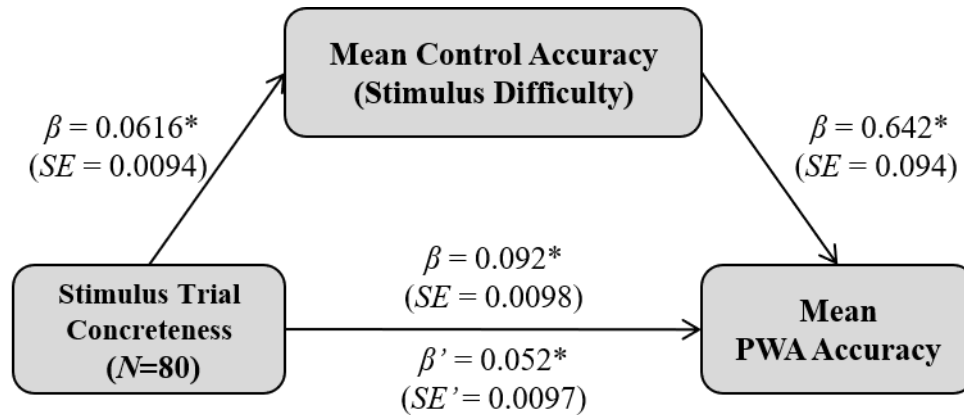 Mean Control Accuracy
(Stimulus Difficulty)
β = 0.0616*
(SE = 0.0094)
β = 0.642*
(SE = 0.094)
β = 0.092*
(SE = 0.0098)
Stimulus Trial
Concreteness
(N=80)
Mean
PWA Accuracy
β’ = 0.052*
(SE’ = 0.0097)